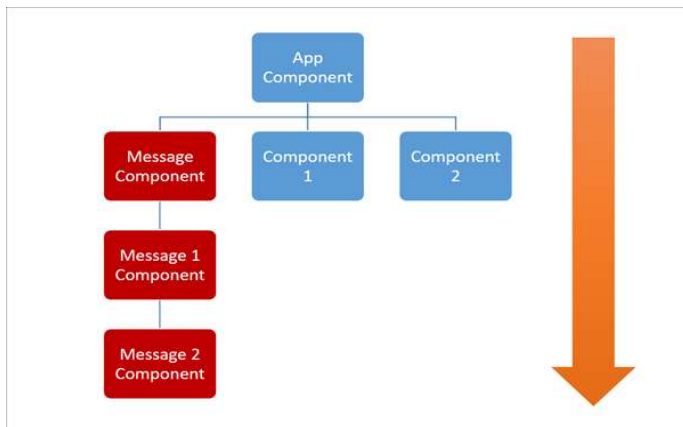 App
Component
Message
Component
Component
1
Component
2
Message 1
Component
Message 2
Component